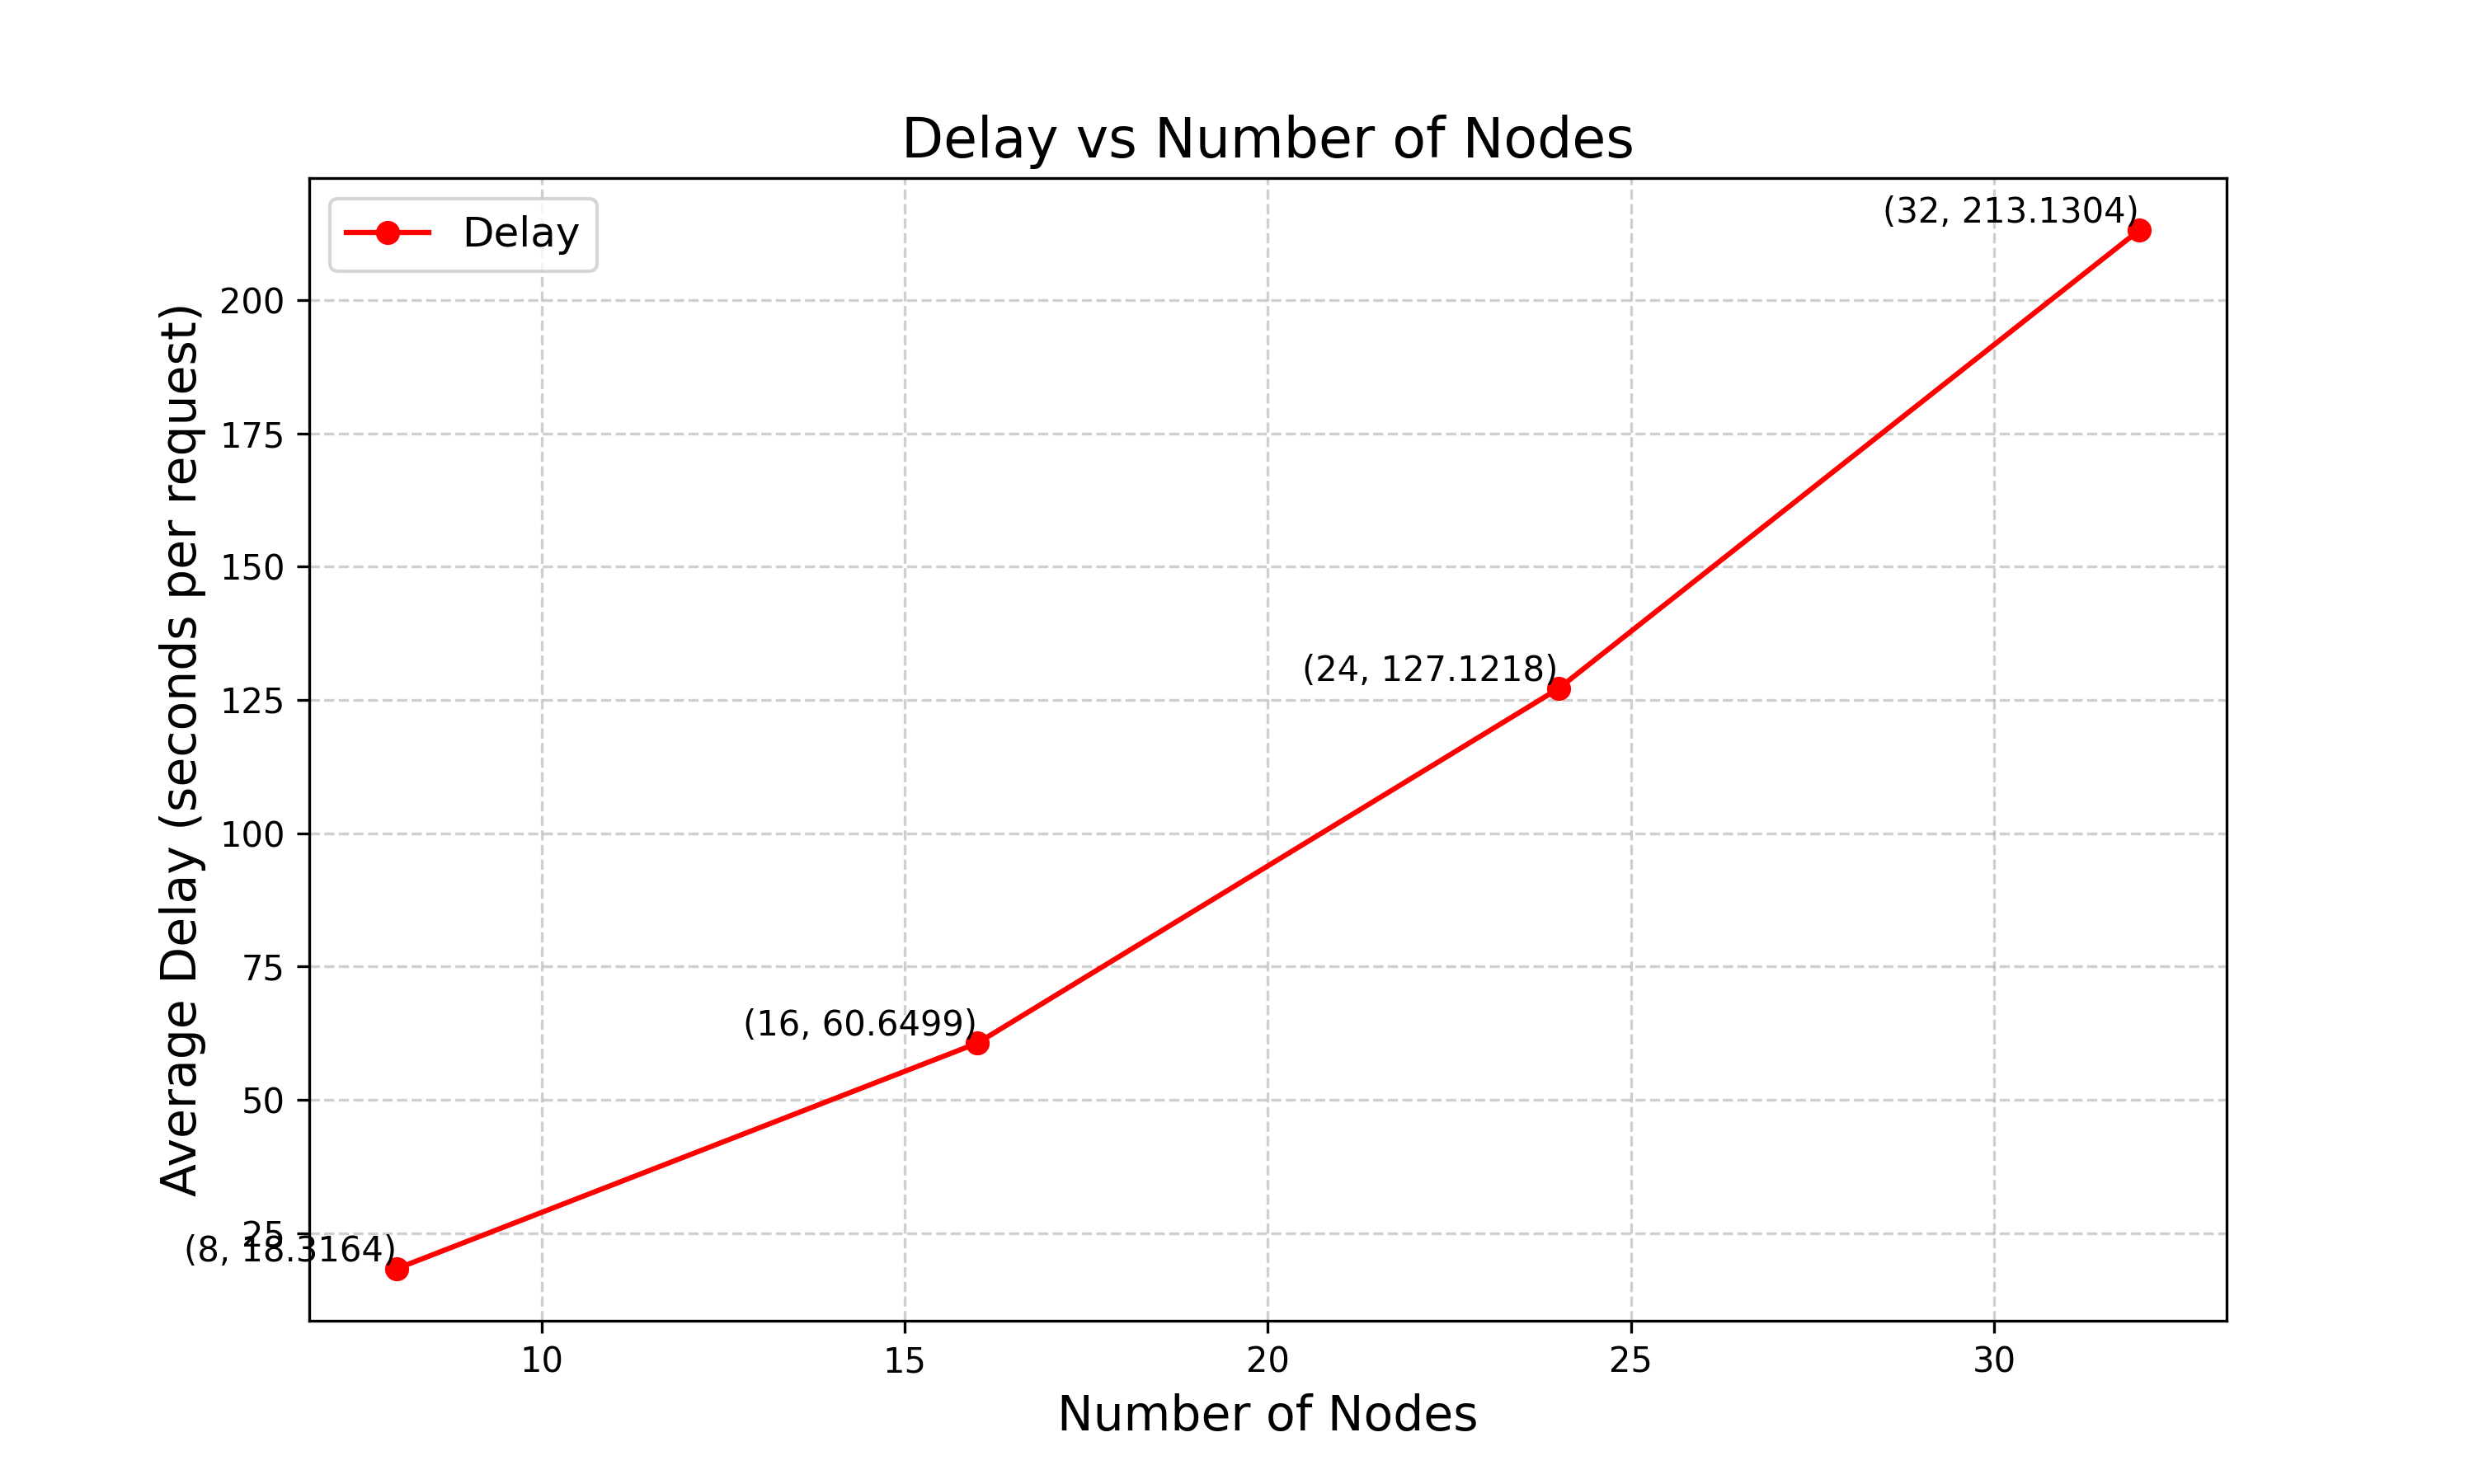 Delay vs Number of Nodes
Delay
(32, 213.1304)
(24, 127.1218)
(16, 60.6499)
(8, 18.3164)
200
175
150
125
100
75
50
25
Average Delay (seconds per request)
10 15 20 25 30
Number of Nodes